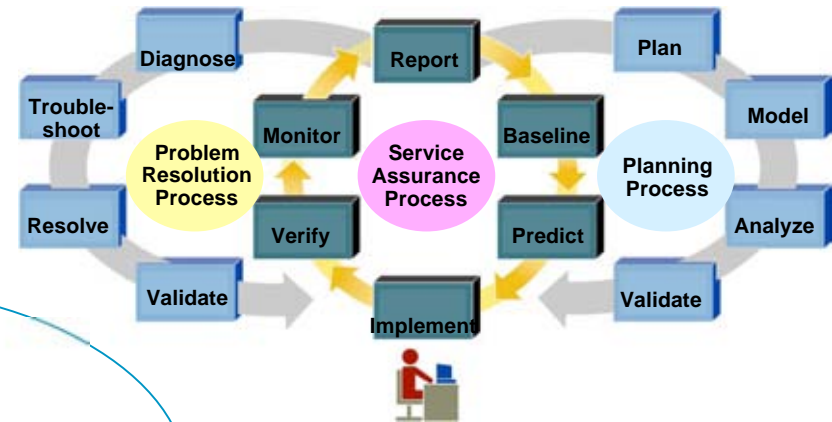 Diagnose
Report
Plan
Trouble-
shoot
Monitor
Baseline
Model
Problem
Resolution
Process
Service
Assurance
Process
Planning
Process
Resolve
Verify
Predict
Analyze
Validate
Implement
Validate